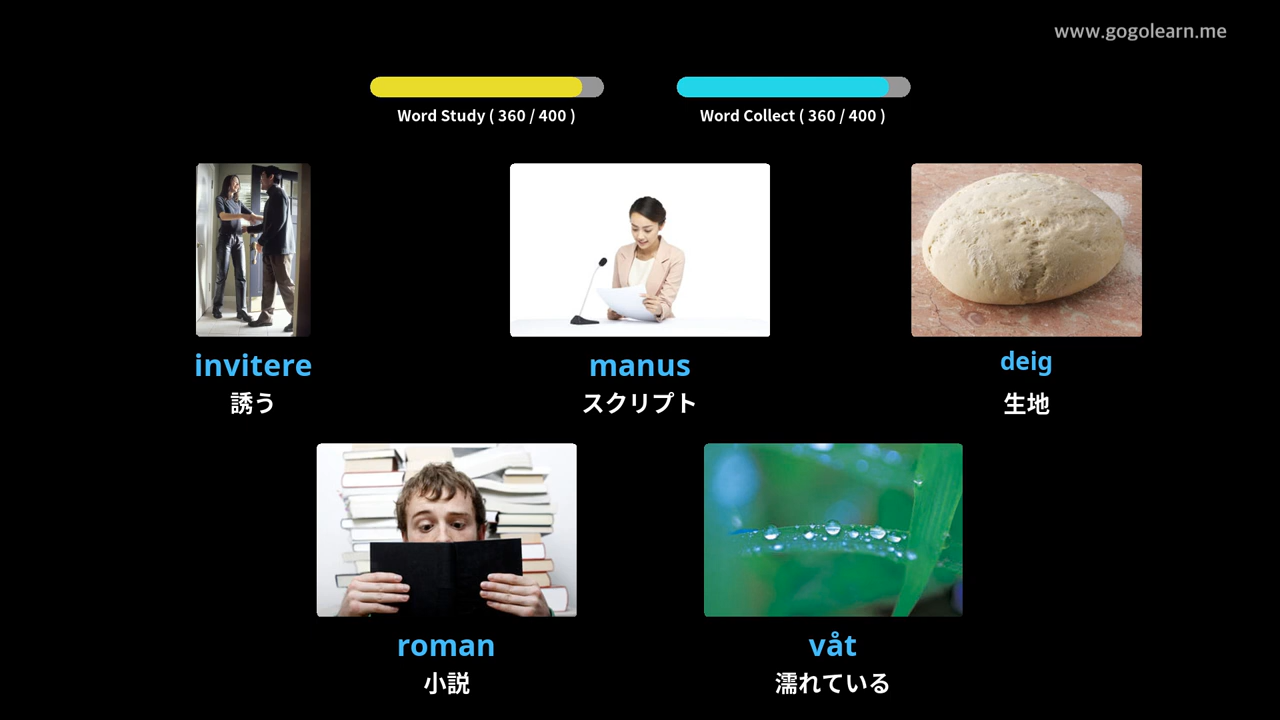 www.gogolearn.me
Word Study ( 360 / 400 )
Word Collect ( 360 / 400 )
invitere
誘う
manus
スクリプト
deig
生地
roman
小説
våt
濡れている